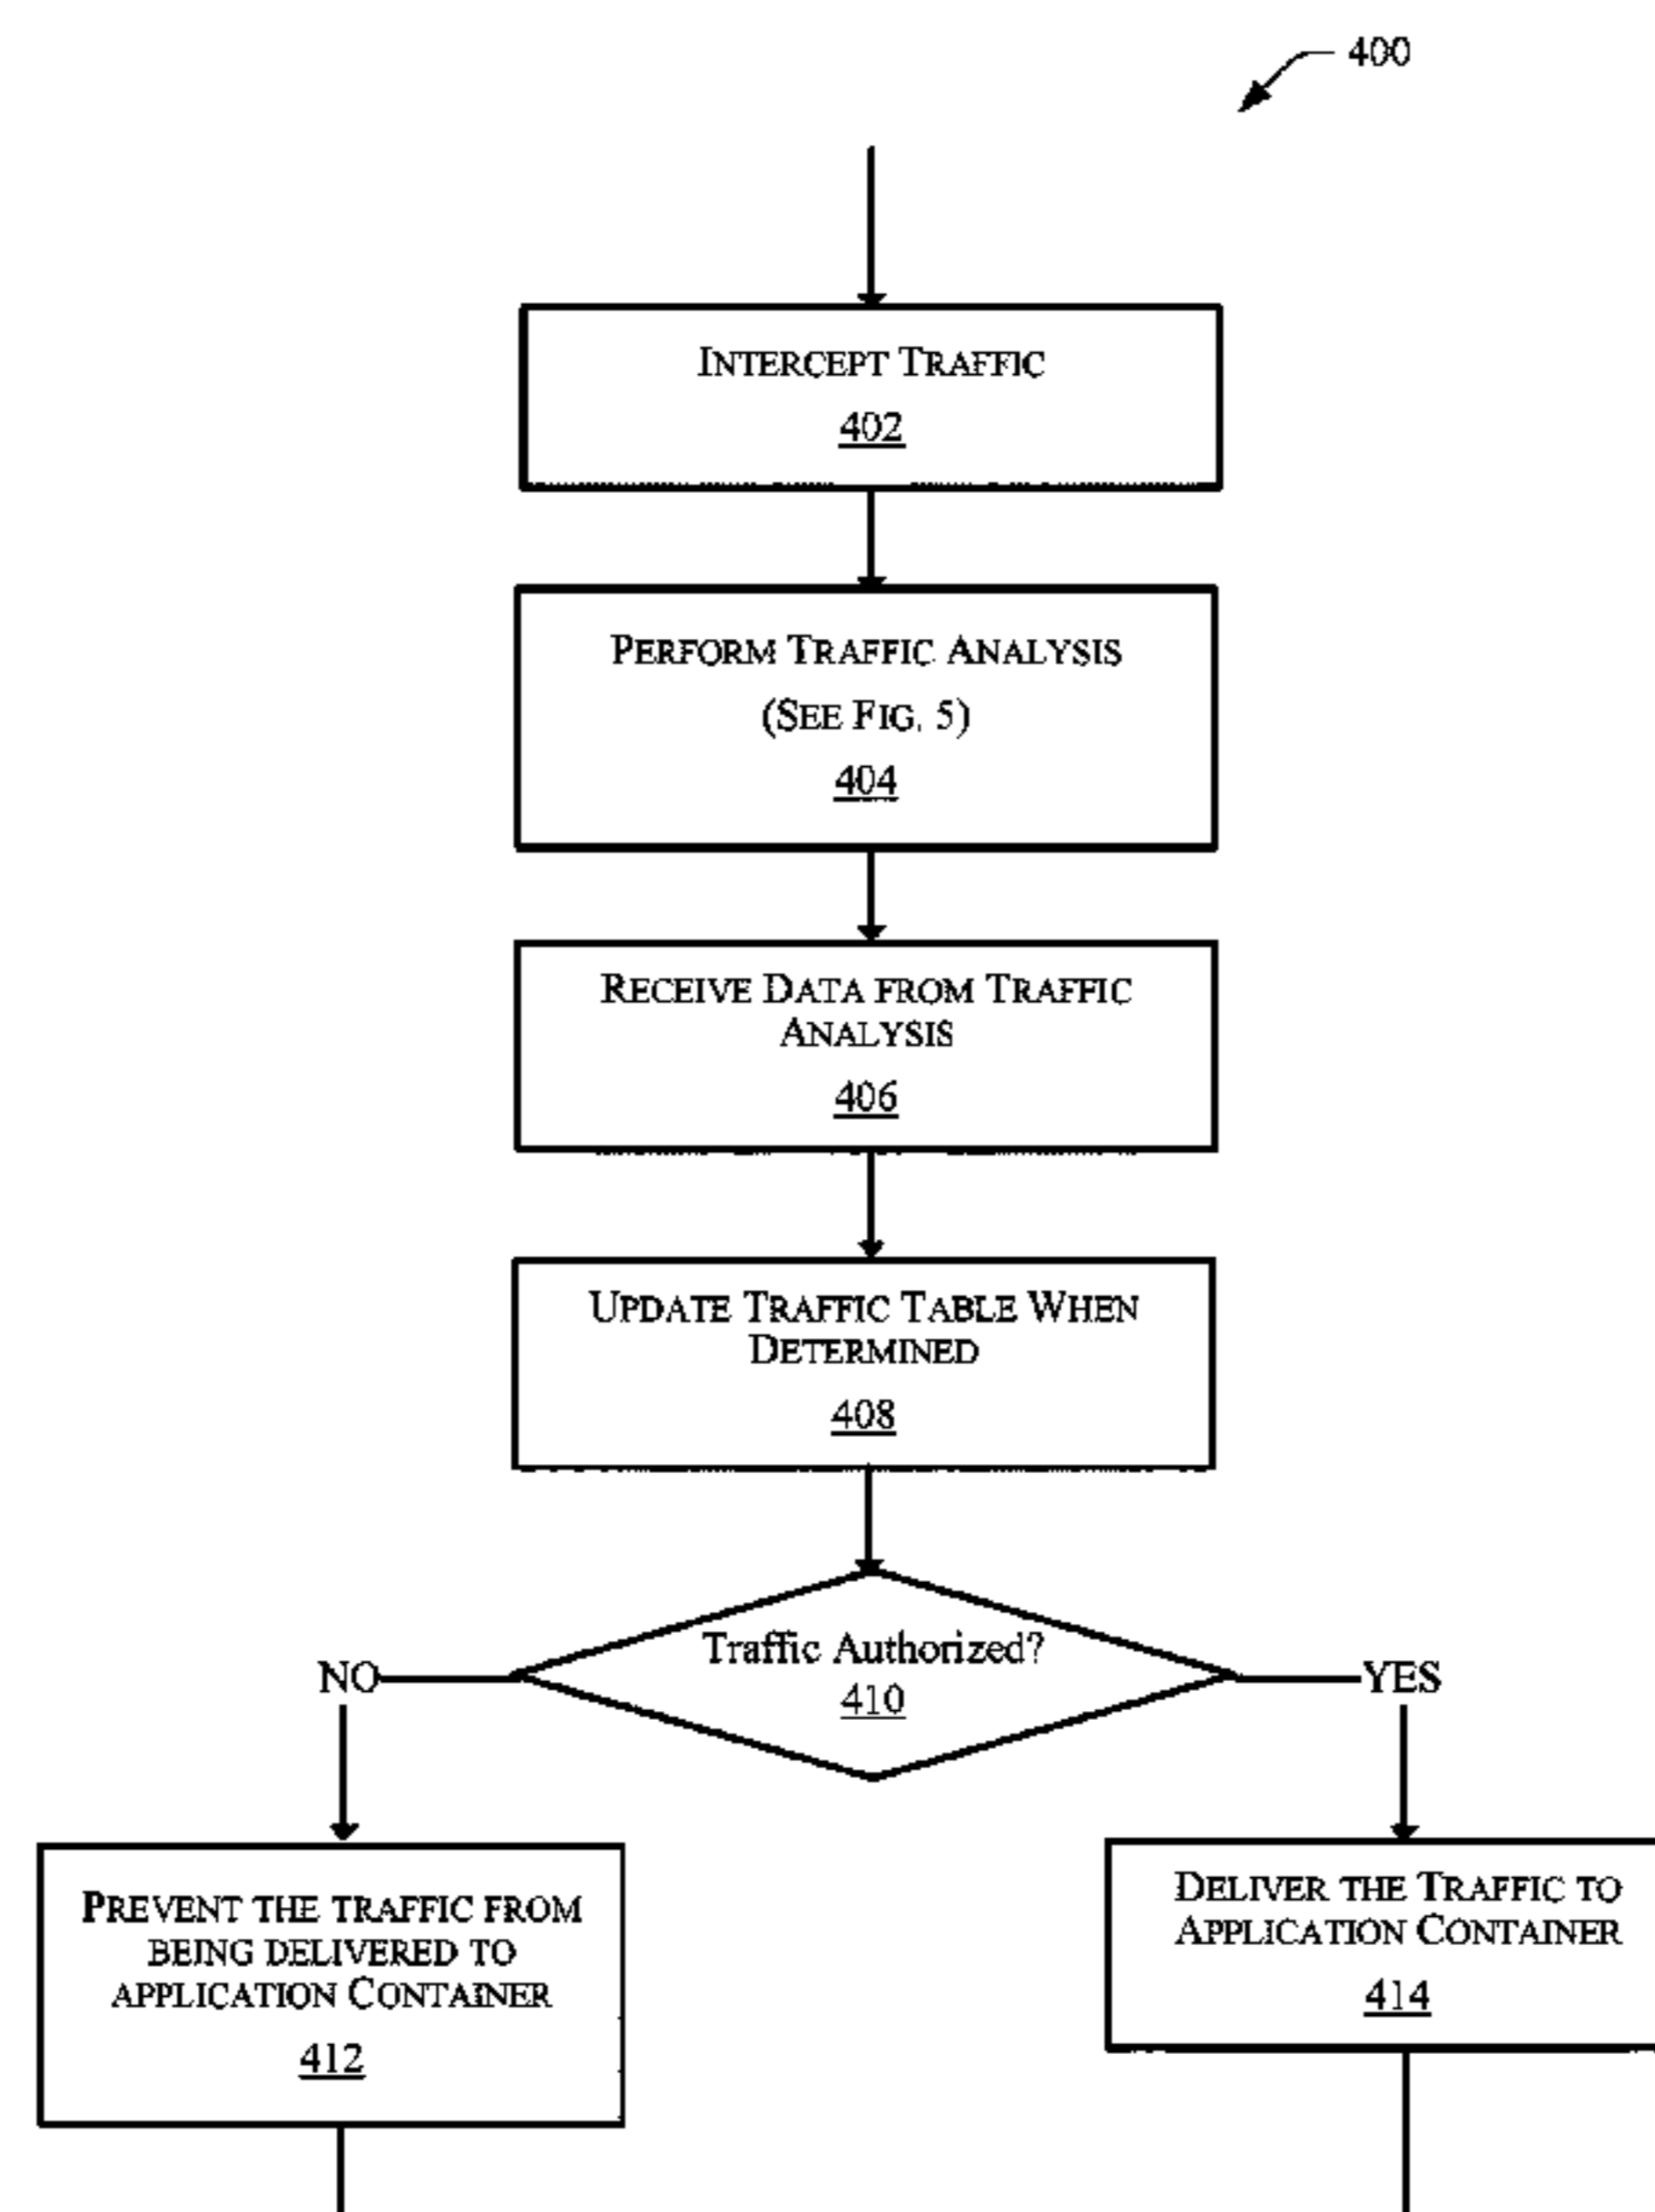 400
INTERCEPT TRAFFIC
402
PERFORM TRAFFIC ANALYSIS
(SEE FIG. 5)
404
RECEIVE DATA FROM TRAFFIC
ANALYSIS
406
UPDATE TRAFFIC TABLE WHEN
DETERMINED
408
Traffic Authorized?
410
NO
YES
PREVENT THE TRAFFIC FROM
BEING DELIVERED TO
APPLICATION CONTAINER
412
DELIVER THE TRAFFIC TO
APPLICATION CONTAINER
414